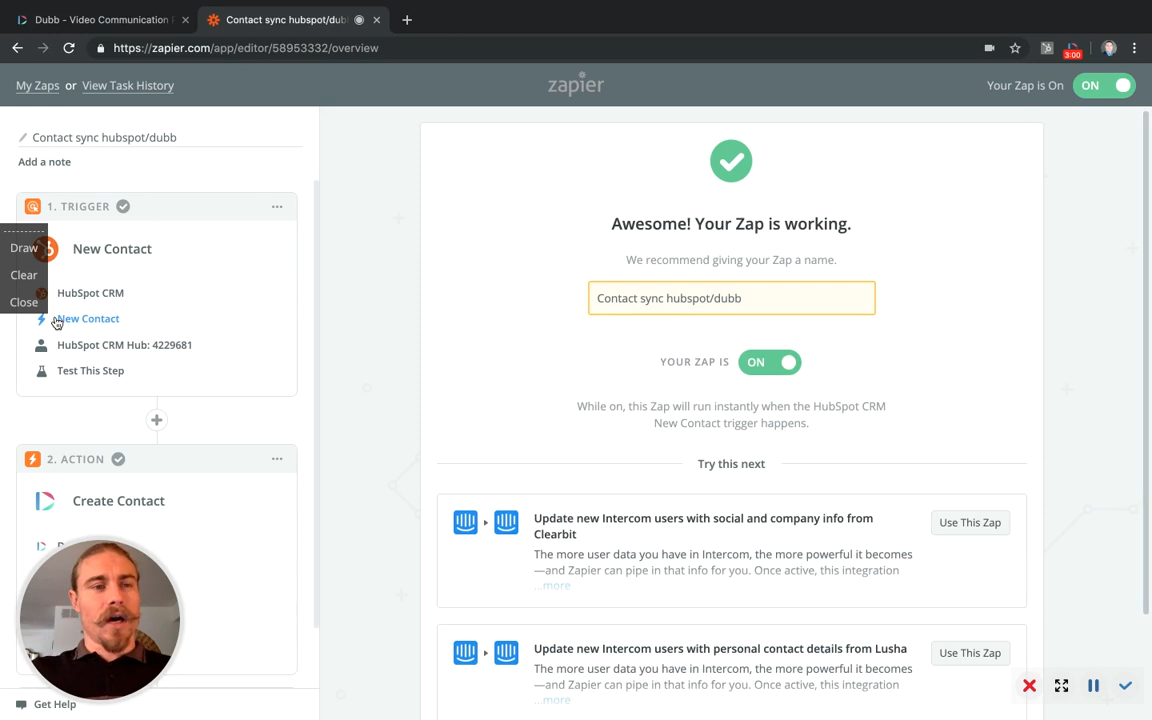 Dubb - Video Communication
Contact sync hubspot/dub
https://zapier.com/app/editor/58953332/overview
3:00
My Zaps or View Task History
zapier
Your Zap is On
ON
Contact sync hubspot/dubb
Add a note
1. TRIGGER
New Contact
Draw
Clear
Close
HubSpot CRM
New Contact
HubSpot CRM Hub: 4229681
Test This Step
2. ACTION
Create Contact
Get Help
Awesome! Your Zap is working.
We recommend giving your Zap a name.
Contact sync hubspot/dubb
YOUR ZAP IS ON
While on, this Zap will run instantly when the HubSpot CRM
New Contact trigger happens.
Try this next
Update new Intercom users with social and company info from
Clearbit
The more user data you have in Intercom, the more powerful it becomes
—and Zapier can pipe in that info for you. Once active, this integration
...more
Use This Zap
Update new Intercom users with personal contact details from Lusha
The more user data you have in Intercom, the more powerful it becomes
—and Zapier can pipe in that info for you. Once active, this integration
...more
Use This Zap